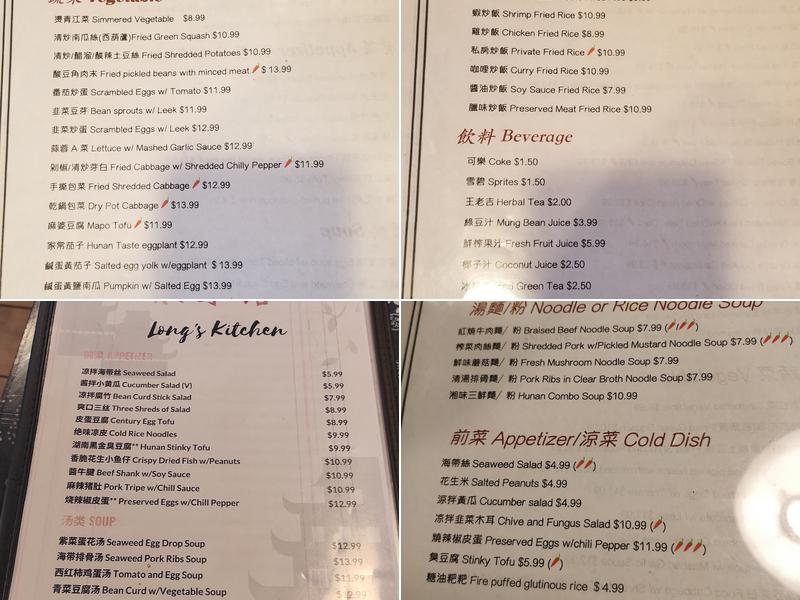 蔬菜 Vegetable
燙青江菜 Simmered Vegetable $8.99
清炒南瓜絲(西葫蘆)Fried Green Squash $10.99
清炒/醋溜/酸辣土豆絲 Fried Shredded Potatoes $10.99
酸豆角肉末 Fried pickled beans with minced meat $ 13.99
番茄炒蛋 Scrambled Eggs w/ Tomato $11.99
韭菜豆芽 Bean sprouts w/ Leek $11.99
韭菜炒蛋 Scrambled Eggs w/ Leek $12.99
蒜蓉 A 菜 Lettuce w/ Mashed Garlic Sauce $12.99
剁椒/清炒芽白 Fried Cabbage w/ Shredded Chilly Pepper $11.99
手撕包菜 Fried Shredded Cabbage $12.99
乾鍋包菜 Dry Pot Cabbage $13.99
麻婆豆腐 Mapo Tofu $11.99
家常茄子 Hunan Taste eggplant $12.99
鹹蛋黃茄子 Salted egg yolk w/eggplant $ 13.99
鹹蛋黃鹽南瓜 Pumpkin w/ Salted Egg $13.99
蝦炒飯 Shrimp Fried Rice $10.99
雞炒飯 Chicken Fried Rice $8.99
私房炒飯 Private Fried Rice $10.99
咖哩炒飯 Curry Fried Rice $10.99
醬油炒飯 Soy Sauce Fried Rice $7.99
臘味炒飯 Preserved Meat Fried Rice $10.99
飲料 Beverage
可樂 Coke $1.50
雪碧 Sprites $1.50
王老吉 Herbal Tea $2.00
綠豆汁 Mung Bean Juice $3.99
鮮榨果汁 Fresh Fruit Juice $5.99
椰子汁 Coconut Juice $2.50
Green Tea $2.50
Long's Kitchen
前菜 APPETIZER
凉拌海带丝 Seaweed Salad $5.99
酱拌小黄瓜 Cucumber Salad (V) $5.99
凉拌腐竹 Bean Curd Stick Salad $7.99
爽口三丝 Three Shreds of Salad $8.99
皮蛋豆腐 Century Egg Tofu $8.99
绝味凉皮 Cold Rice Noodles $9.99
湖南黑金臭豆腐** Hunan Stinky Tofu $9.99
香脆花生小鱼仔 Crispy Dried Fish w/Peanuts $10.99
酱牛腱 Beef Shank w/Soy Sauce $10.99
麻辣猪肚 Pork Tripe w/Chill Sauce $10.99
烧辣椒皮蛋** Preserved Eggs w/Chill Pepper $12.99
汤类 SOUP
紫菜蛋花汤 Seaweed Egg Drop Soup $12.99
海带排骨汤 Seaweed Pork Ribs Soup $13.99
西红柿鸡蛋汤 Tomato and Egg Soup $11.99
青菜豆腐汤 Bean Curd w/Vegetable Soup $12.99
湯麵/粉 Noodle or Rice Noodle Soup
紅燒牛肉麵/ 粉 Braised Beef Noodle Soup $7.99
榨菜肉絲麵/ 粉 Shredded Pork w/Pickled Mustard Noodle Soup $7.99
鮮味蘑菇麵/ 粉 Fresh Mushroom Noodle Soup $7.99
清湯排骨麵/ 粉 Pork Ribs in Clear Broth Noodle Soup $7.99
湘味三鮮麵/ 粉 Hunan Combo Soup $10.99
前菜 Appetizer/涼菜 Cold Dish
海帶絲 Seaweed Salad $4.99
花生米 Salted Peanuts $4.99
涼拌黃瓜 Cucumber salad $4.99
凉拌韭菜木耳 Chive and Fungus Salad $10.99
燒辣椒皮蛋 Preserved Eggs w/chili Pepper $11.99
臭豆腐 Stinky Tofu $5.99
糖油粑粑 Fire puffed glutinous rice $ 4.99